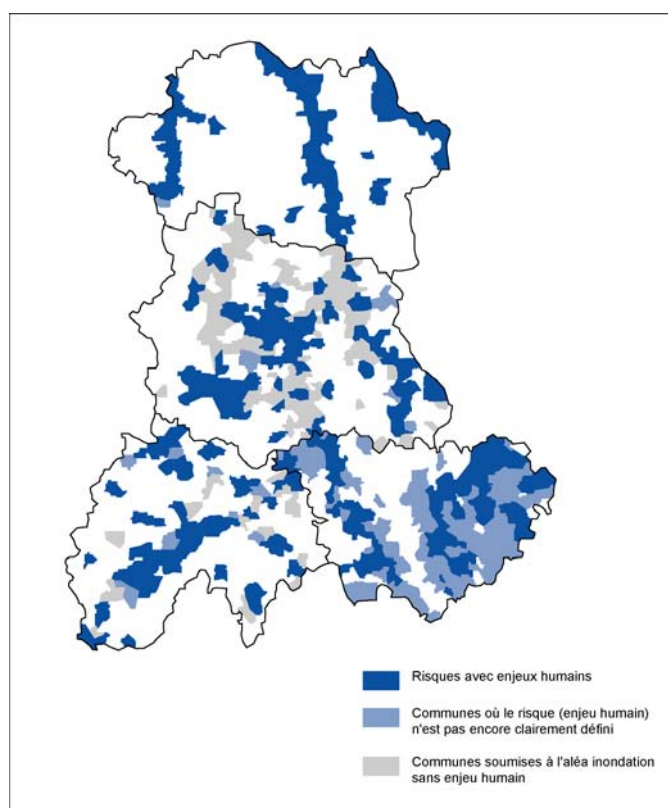 Risques avec enjeux humains
Communes où le risque (enjeu humain)
n'est pas encore clairement défini
Communes soumises à l'aléa inondation
sans enjeu humain